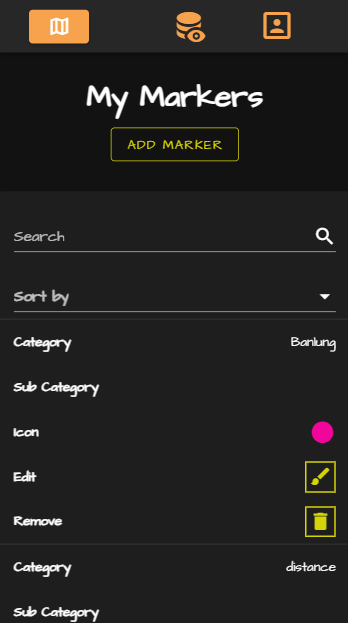 My Markers
ADD MARKER
Search
Sort by
Category Banlung
Sub Category
Icon
Edit
Remove
Category distance
Sub Category